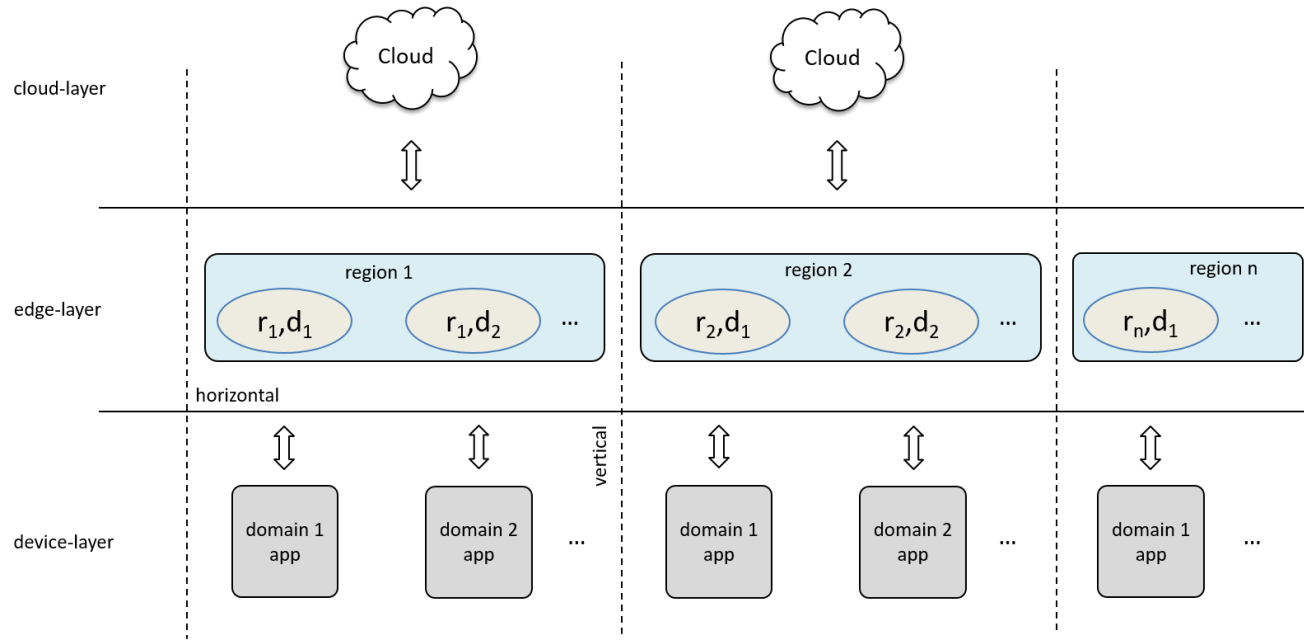 Cloud
Cloud
cloud-layer
region 1
region 2
region n
edge-layer
r₁,d₁
r₁,d₂
...
r₂,d₁
r₂,d₂
...
rₙ,d₁
...
horizontal
vertical
device-layer
domain 1
app
domain 2
app
...
domain 1
app
domain 2
app
...
domain 1
app
...